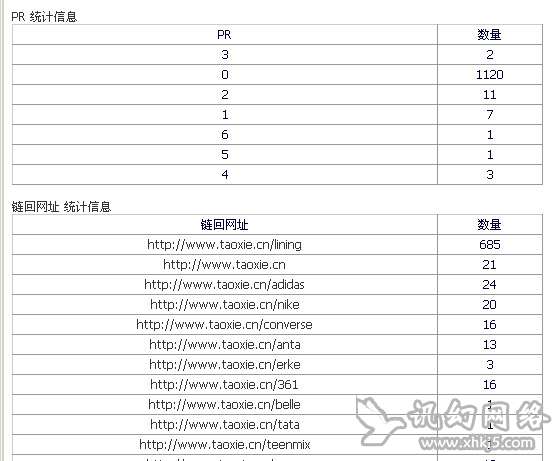 PR 统计信息
PR 数量
3 2
0 1120
2 11
1 7
6 1
5 1
4 3
链回网址 统计信息
链回网址 数量
http://www.taoxie.cn/lining 685
http://www.taoxie.cn 21
http://www.taoxie.cn/adidas 24
http://www.taoxie.cn/nike 20
http://www.taoxie.cn/converse 16
http://www.taoxie.cn/anta 13
http://www.taoxie.cn/erke 3
http://www.taoxie.cn/361 16
http://www.taoxie.cn/belle 1
http://www.taoxie.cn/tata 1
http://www.taoxie.cn/teenmix
讯幻网络
www.xhkj5.com